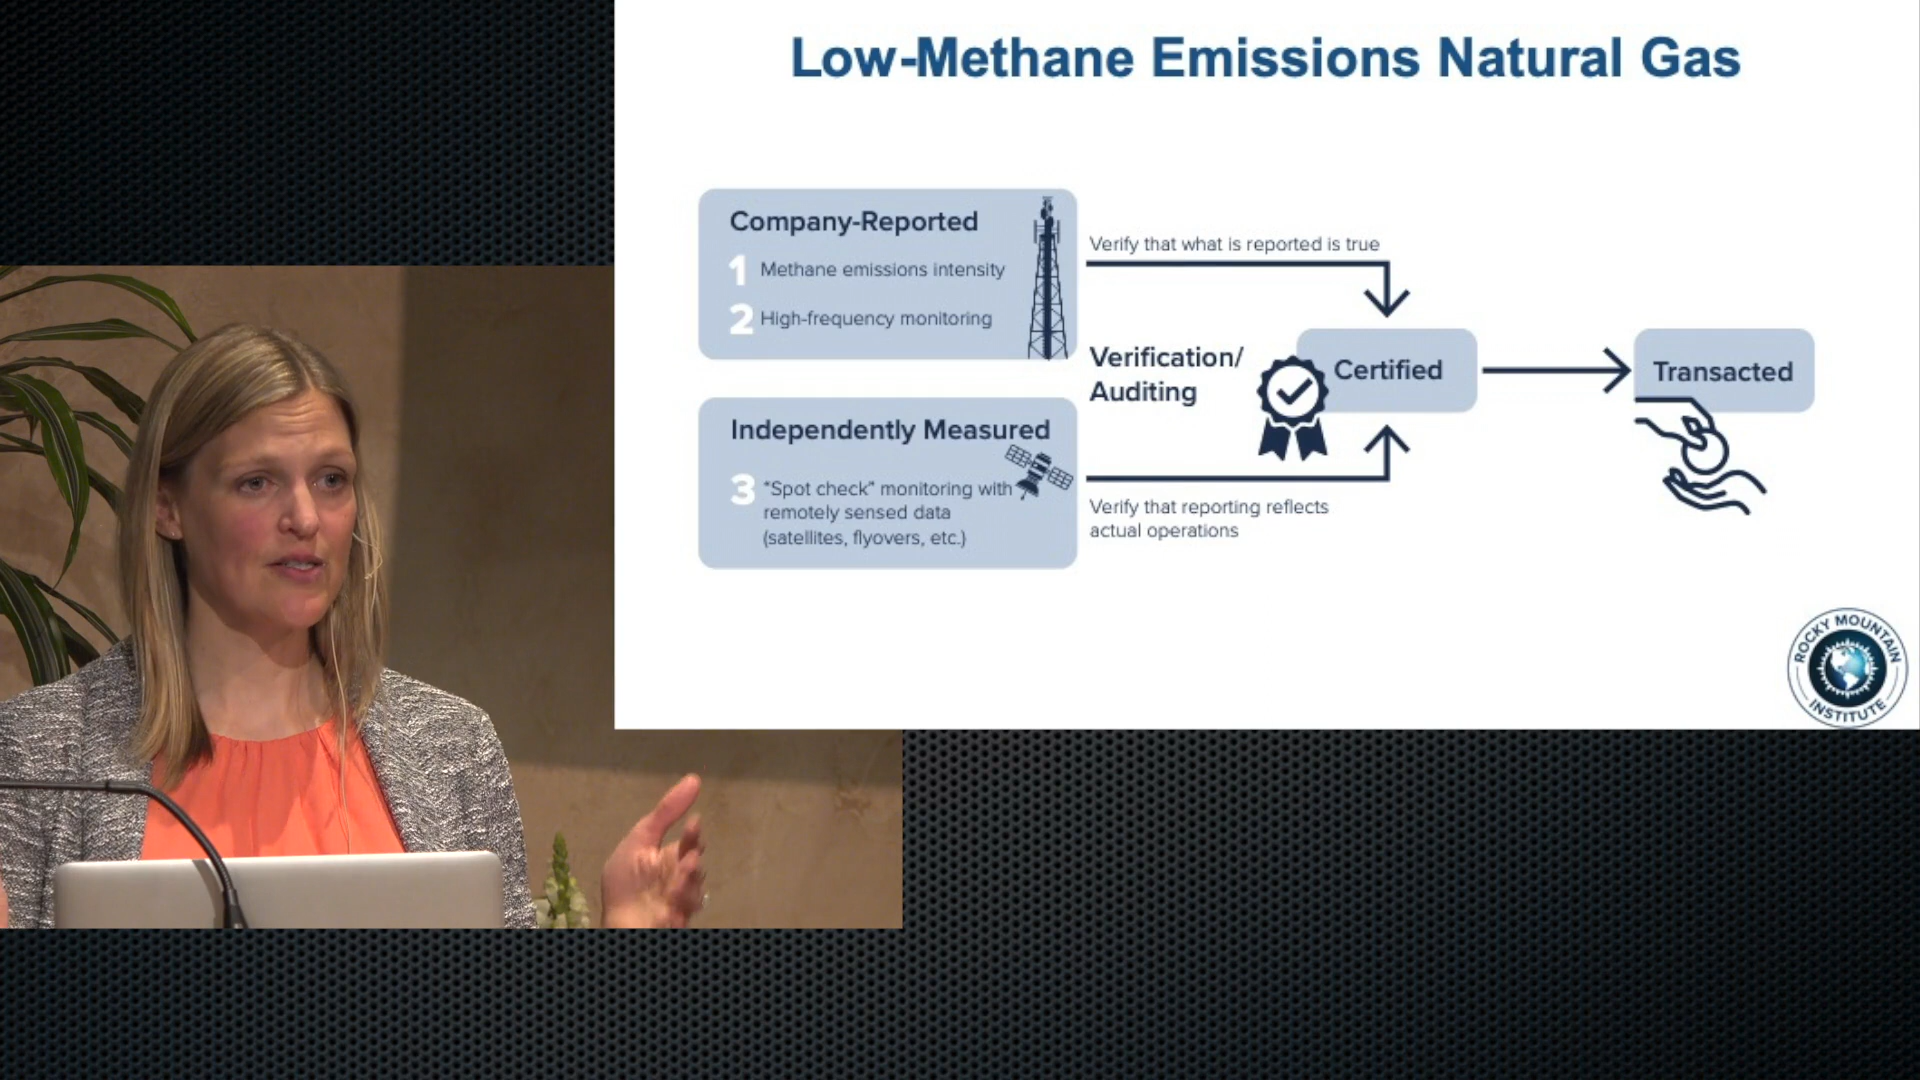 Low-Methane Emissions Natural Gas
Company-Reported
1 Methane emissions intensity
2 High-frequency monitoring
Verify that what is reported is true
Verification/
Auditing
Certified
Transacted
Independently Measured
3 "Spot check" monitoring with
remotely sensed data
(satellites, flyovers, etc.)
Verify that reporting reflects
actual operations
ROCKY MOUNTAIN
INSTITUTE